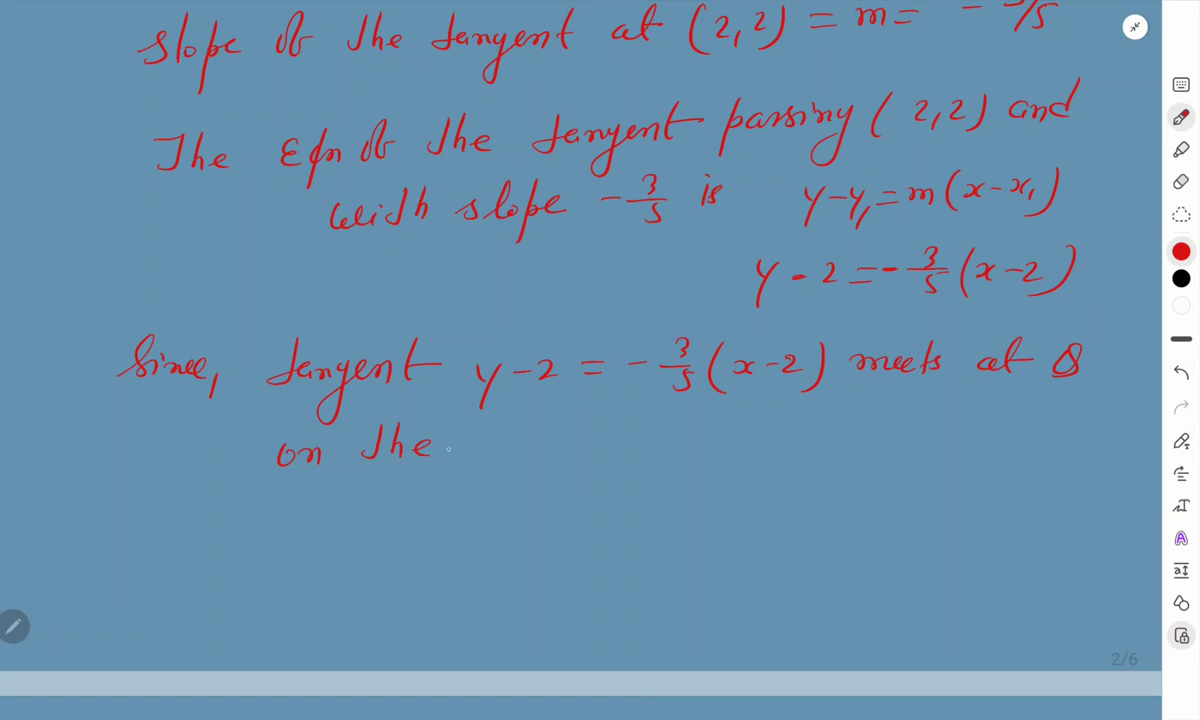 slope of the tangent at (2,2) = m = - 3/5
The Eqn of the tangent passing (2,2) and
with slope -3/5 is y-y₁=m(x-x₁)
y-2=-3/5(x-2)
Since, tangent y-2 = -3/5(x-2) meets at Q
on the
2/6